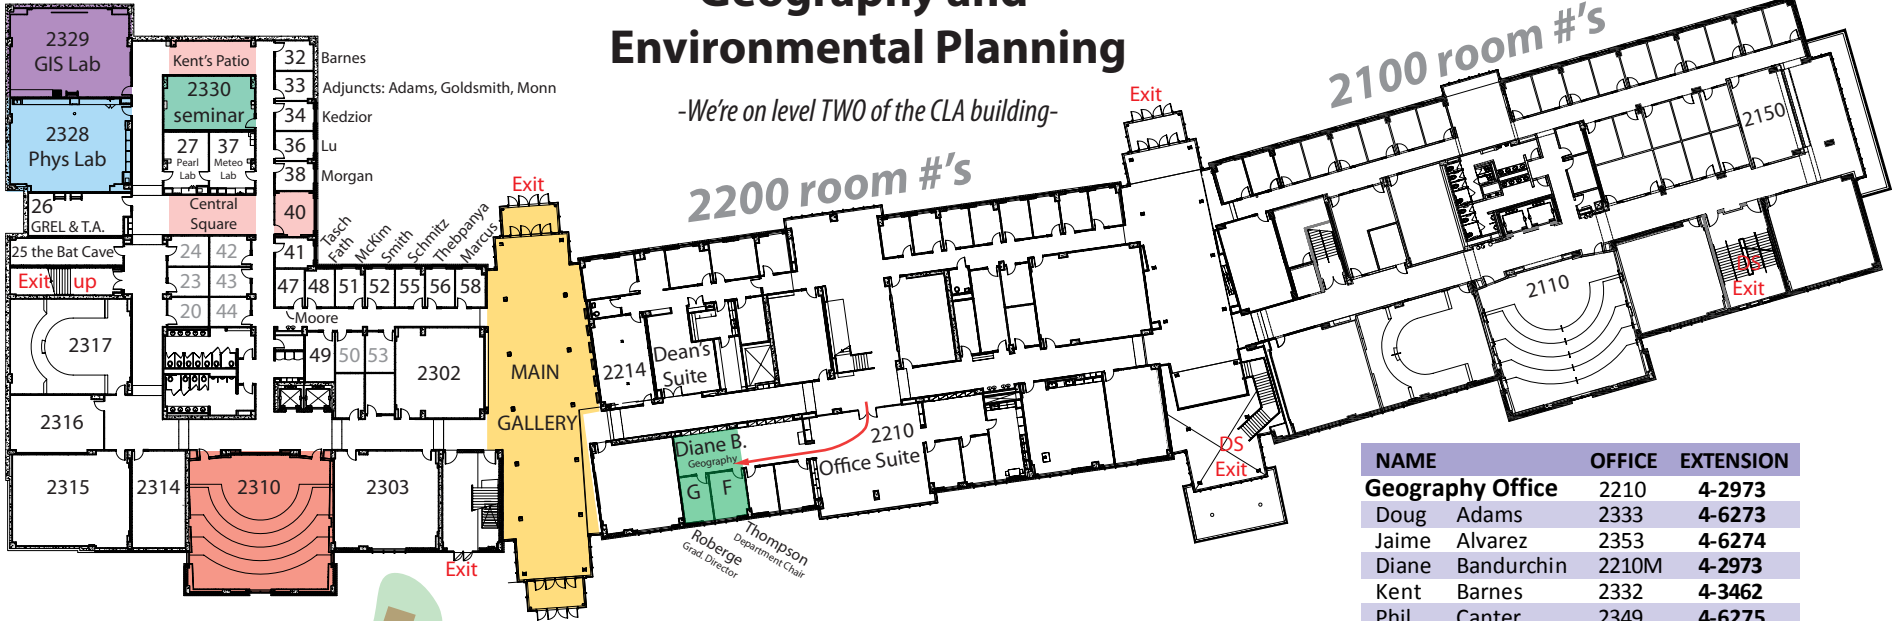 Geography and
Environmental Planning
-We're on level TWO of the CLA building-
2100 room #'s
2200 room #'s
2329
GIS Lab
Kent's Patio
32 Barnes
33 Adjuncts: Adams, Goldsmith, Monn
2330
seminar
34 Kedzior
2328
Phys Lab
27
Pearl
Lab
37
Meteo
Lab
36 Lu
38 Morgan
26
GREL & T.A.
Central
Square
40
25 the Bat Cave
24 42
41
Tasch
Fath
McKim
Smith
Schmitz
Thebpanya
Marcus
Exit up
23 43
47 48 51 52 55 56 58
20 44
Moore
2317
49 50 53
2302
2316
2315
2314
2310
2303
Exit
Exit
MAIN
GALLERY
2214
Dean's
Suite
2210
Office Suite
Diane B.
Geography
G F
Roberge
Grad. Director
Thompson
Department Chair
Exit
DS
Exit
2150
2110
DS
Exit
NAME OFFICE EXTENSION
Geography Office 2210 4-2973
Doug Adams 2333 4-6273
Jaime Alvarez 2353 4-6274
Diane Bandurchin 2210M 4-2973
Kent Barnes 2332 4-3462
Phil Canter 2349 4-6275